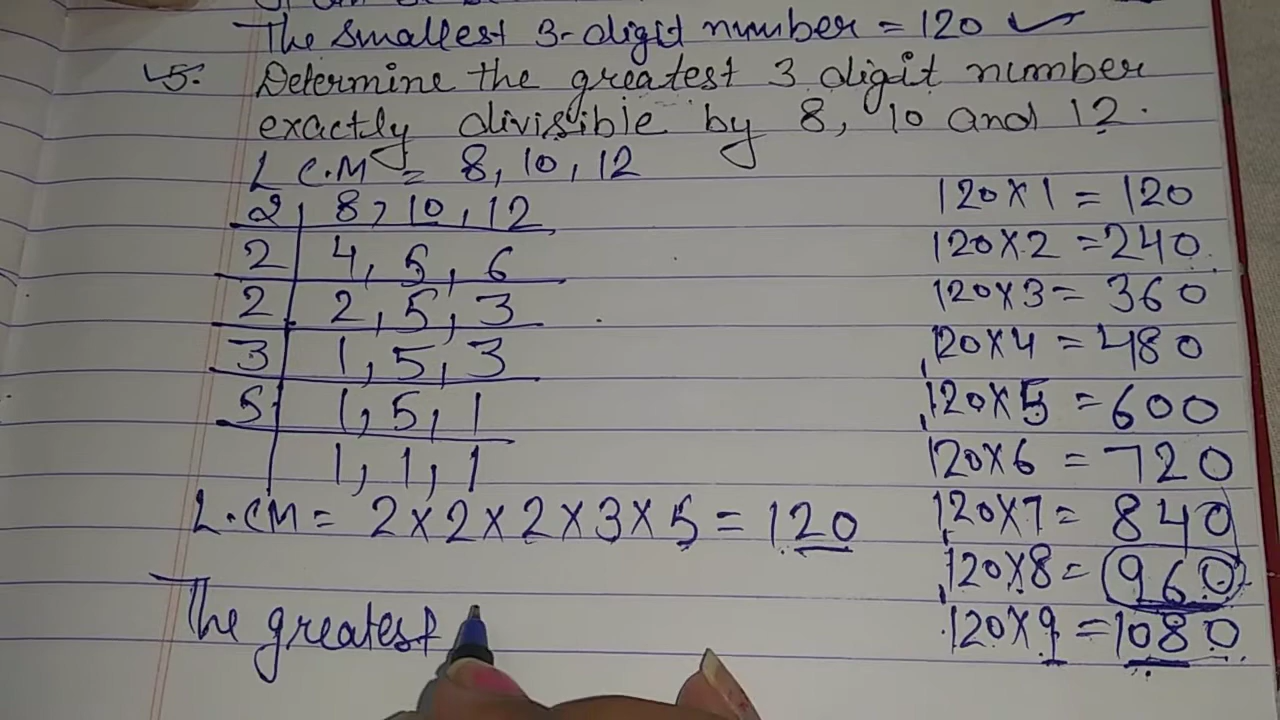 The smallest 3-digit number = 120 ✓
5. Determine the greatest 3 digit number
exactly divisible by 8, 10 and 12.
L C.M = 8, 10, 12
2 | 8, 10, 12
2 | 4, 5, 6
2 | 2, 5, 3
3 | 1, 5, 3
5 | 1, 5, 1
| 1, 1, 1
L.CM = 2×2×2×3×5 = 120
The greatest
120×1 = 120
120×2 = 240
120×3 = 360
120×4 = 480
120×5 = 600
120×6 = 720
120×7 = 840
120×8 = 960
120×9 = 1080